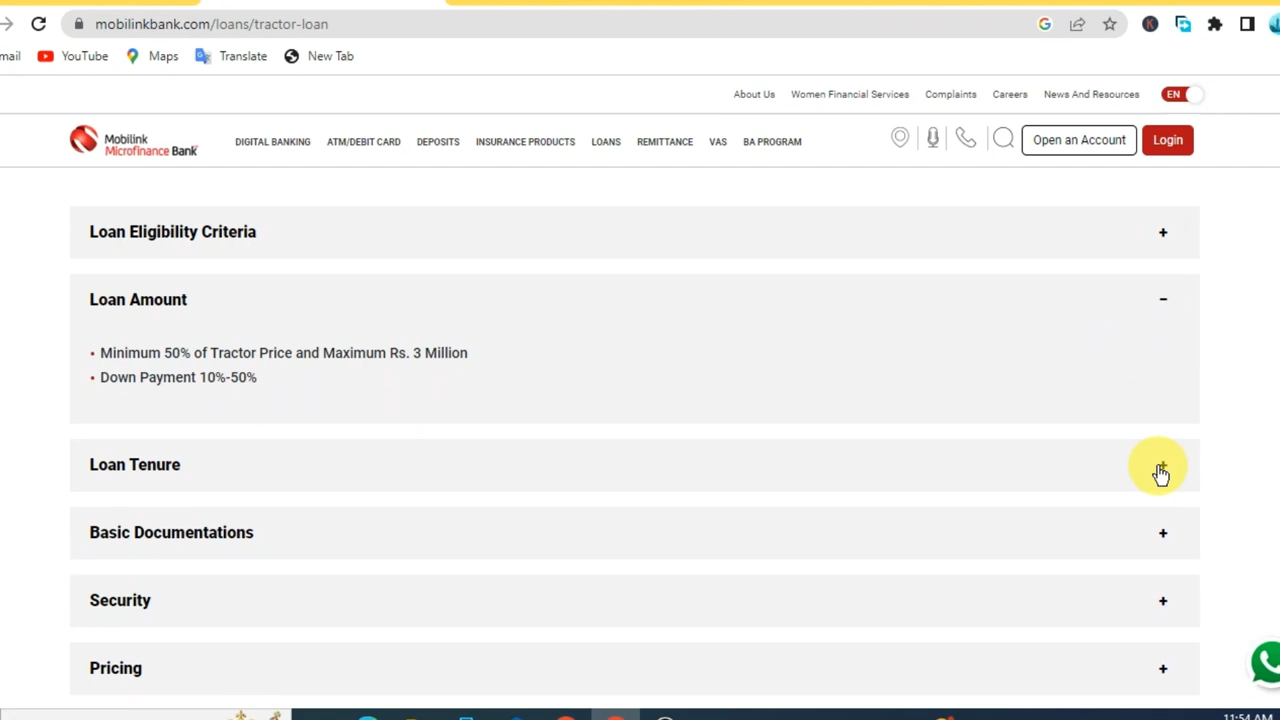 mobilinkbank.com/loans/tractor-loan
YouTube
Maps
Translate
New Tab
About Us
Women Financial Services
Complaints
Careers
News And Resources
EN
Mobilink
Microfinance Bank
DIGITAL BANKING
ATM/DEBIT CARD
DEPOSITS
INSURANCE PRODUCTS
LOANS
REMITTANCE
VAS
BA PROGRAM
Open an Account
Login
Loan Eligibility Criteria +
Loan Amount -
• Minimum 50% of Tractor Price and Maximum Rs. 3 Million
• Down Payment 10%-50%
Loan Tenure +
Basic Documentations +
Security +
Pricing +
11:54 AM